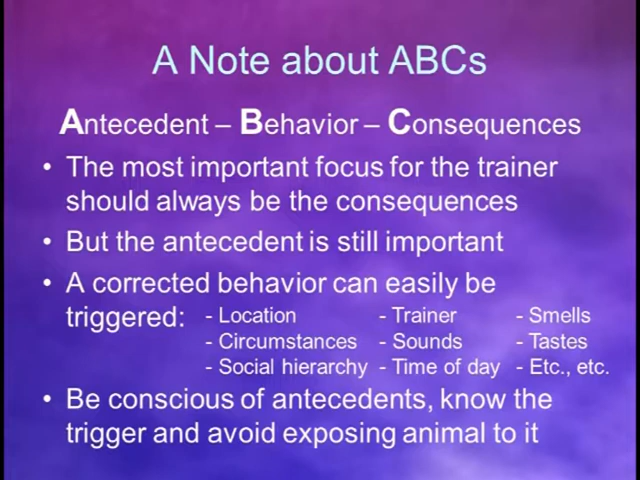 A Note about ABCs
Antecedent – Behavior – Consequences
• The most important focus for the trainer
should always be the consequences
• But the antecedent is still important
• A corrected behavior can easily be
triggered:
- Location - Trainer - Smells
- Circumstances - Sounds - Tastes
- Social hierarchy - Time of day - Etc., etc.
• Be conscious of antecedents, know the
trigger and avoid exposing animal to it